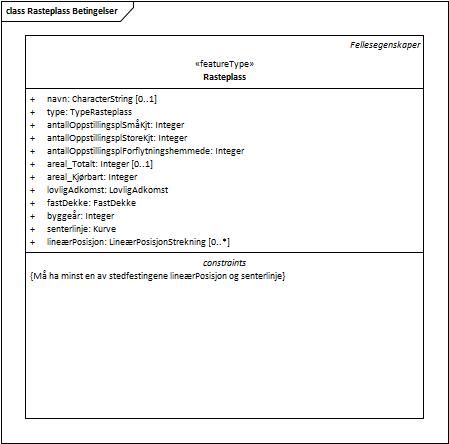 class Rasteplass Betingelser
Fellesegenskaper
«featureType»
Rasteplass
+ navn: CharacterString [0..1]
+ type: TypeRasteplass
+ antallOppstillingsplSmåKjt: Integer
+ antallOppstillingsplStoreKjt: Integer
+ antallOppstillingsplForflytningshemmede: Integer
+ areal_Totalt: Integer [0..1]
+ areal_Kjørbart: Integer
+ lovligAdkomst: LovligAdkomst
+ fastDekke: FastDekke
+ byggeår: Integer
+ senterlinje: Kurve
+ lineærPosisjon: LineærPosisjonStrekning [0..*]
constraints
{Må ha minst en av stedfestingene lineærPosisjon og senterlinje}